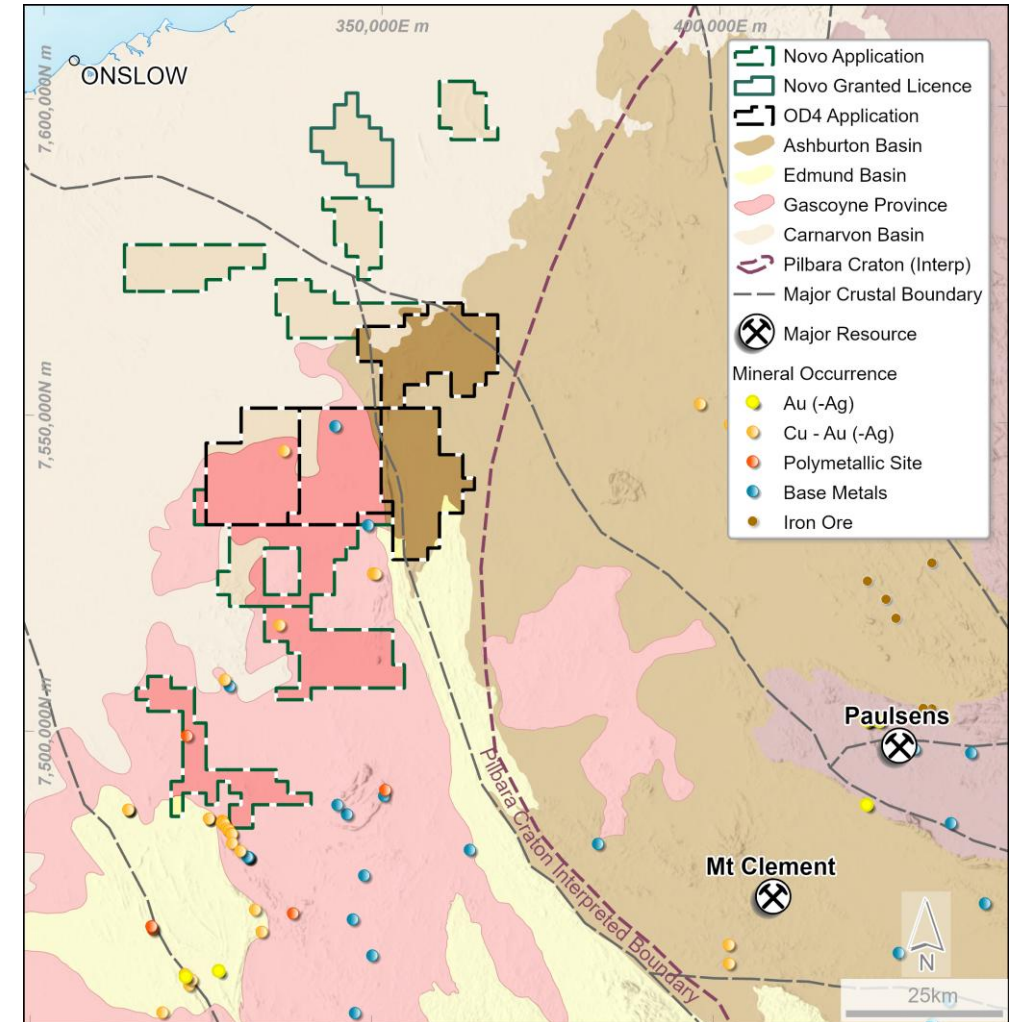 350,000E m
400,000E m
ONSLOW
7,600,000N m
7,550,000N m
7,500,000N m
Novo Application
Novo Granted Licence
OD4 Application
Ashburton Basin
Edmund Basin
Gascoyne Province
Carnarvon Basin
Pilbara Craton (Interp)
Major Crustal Boundary
Major Resource
Mineral Occurrence
Au (-Ag)
Cu - Au (-Ag)
Polymetallic Site
Base Metals
Iron Ore
Paulsens
Pilbara Craton Interpreted Boundary
Mt Clement
N
25km